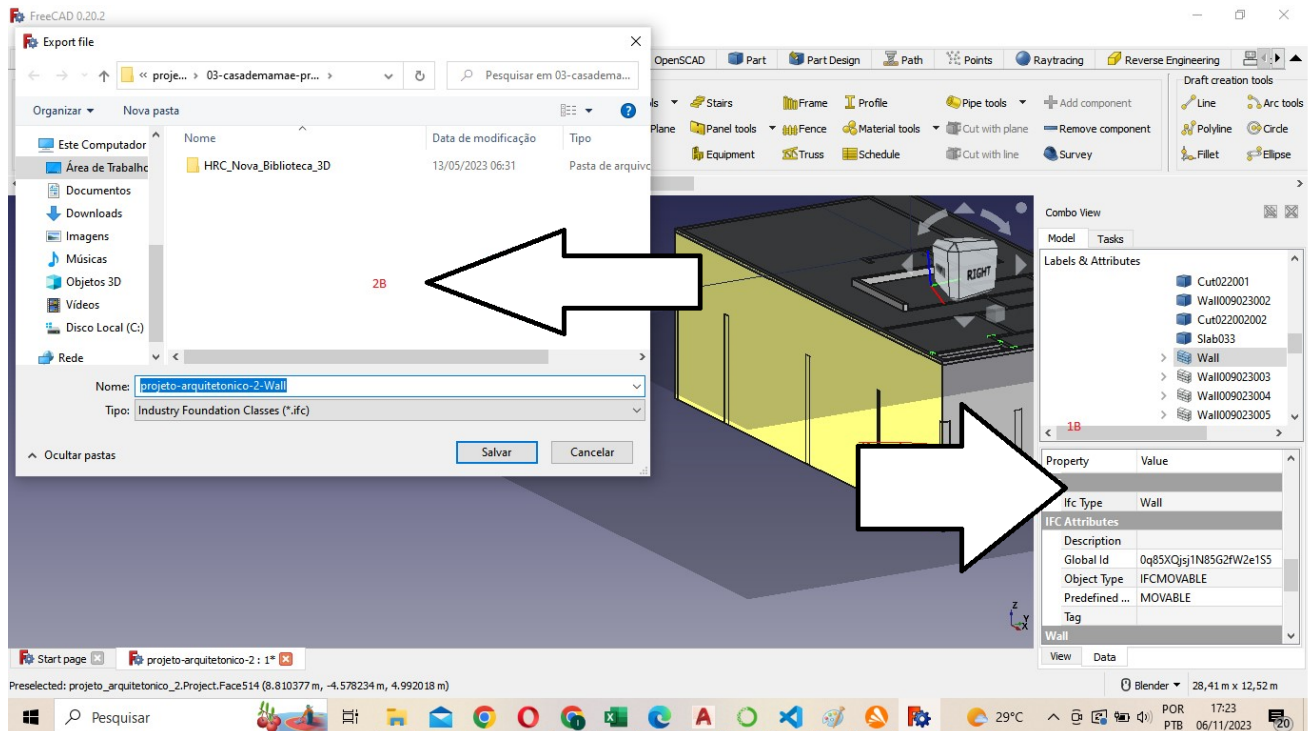 FreeCAD 0.20.2
Export file
« proje... › 03-casademamae-pr... ›
Pesquisar em 03-casadema...
Organizar
Nova pasta
Este Computador
Área de Trabalho
Documentos
Downloads
Imagens
Músicas
Objetos 3D
Vídeos
Disco Local (C:)
Rede
Nome
Data de modificação
Tipo
HRC_Nova_Biblioteca_3D
13/05/2023 06:31
Pasta de arquivo
2B
Nome: projeto-arquitetonico-2-Wall
Tipo: Industry Foundation Classes (*.ifc)
Ocultar pastas
Salvar
Cancelar
OpenSCAD Part Part Design Path Points Raytracing Reverse Engineering
Stairs Frame Profile Pipe tools Add component
Plane Panel tools Fence Material tools Cut with plane Remove component
Equipment Truss Schedule Cut with line Survey
Draft creation tools
Line Arc tools
Polyline Circle
Fillet Ellipse
RIGHT
Combo View
Model Tasks
Labels & Attributes
Cut022001
Wall009023002
Cut022002002
Slab033
Wall
Wall009023003
Wall009023004
Wall009023005
1B
Property Value
Ifc Type Wall
IFC Attributes
Description
Global Id 0q85XQjsj1N85G2fW2e1S5
Object Type IFCMOVABLE
Predefined ... MOVABLE
Tag
Wall
View Data
Z
Y
X
Start page
projeto-arquitetonico-2 : 1*
Preselected: projeto_arquitetonico_2.Project.Face514 (8.810377 m, -4.578234 m, 4.992018 m)
Blender
28,41 m x 12,52 m
Pesquisar
29°C
POR
PTB
17:23
06/11/2023
20